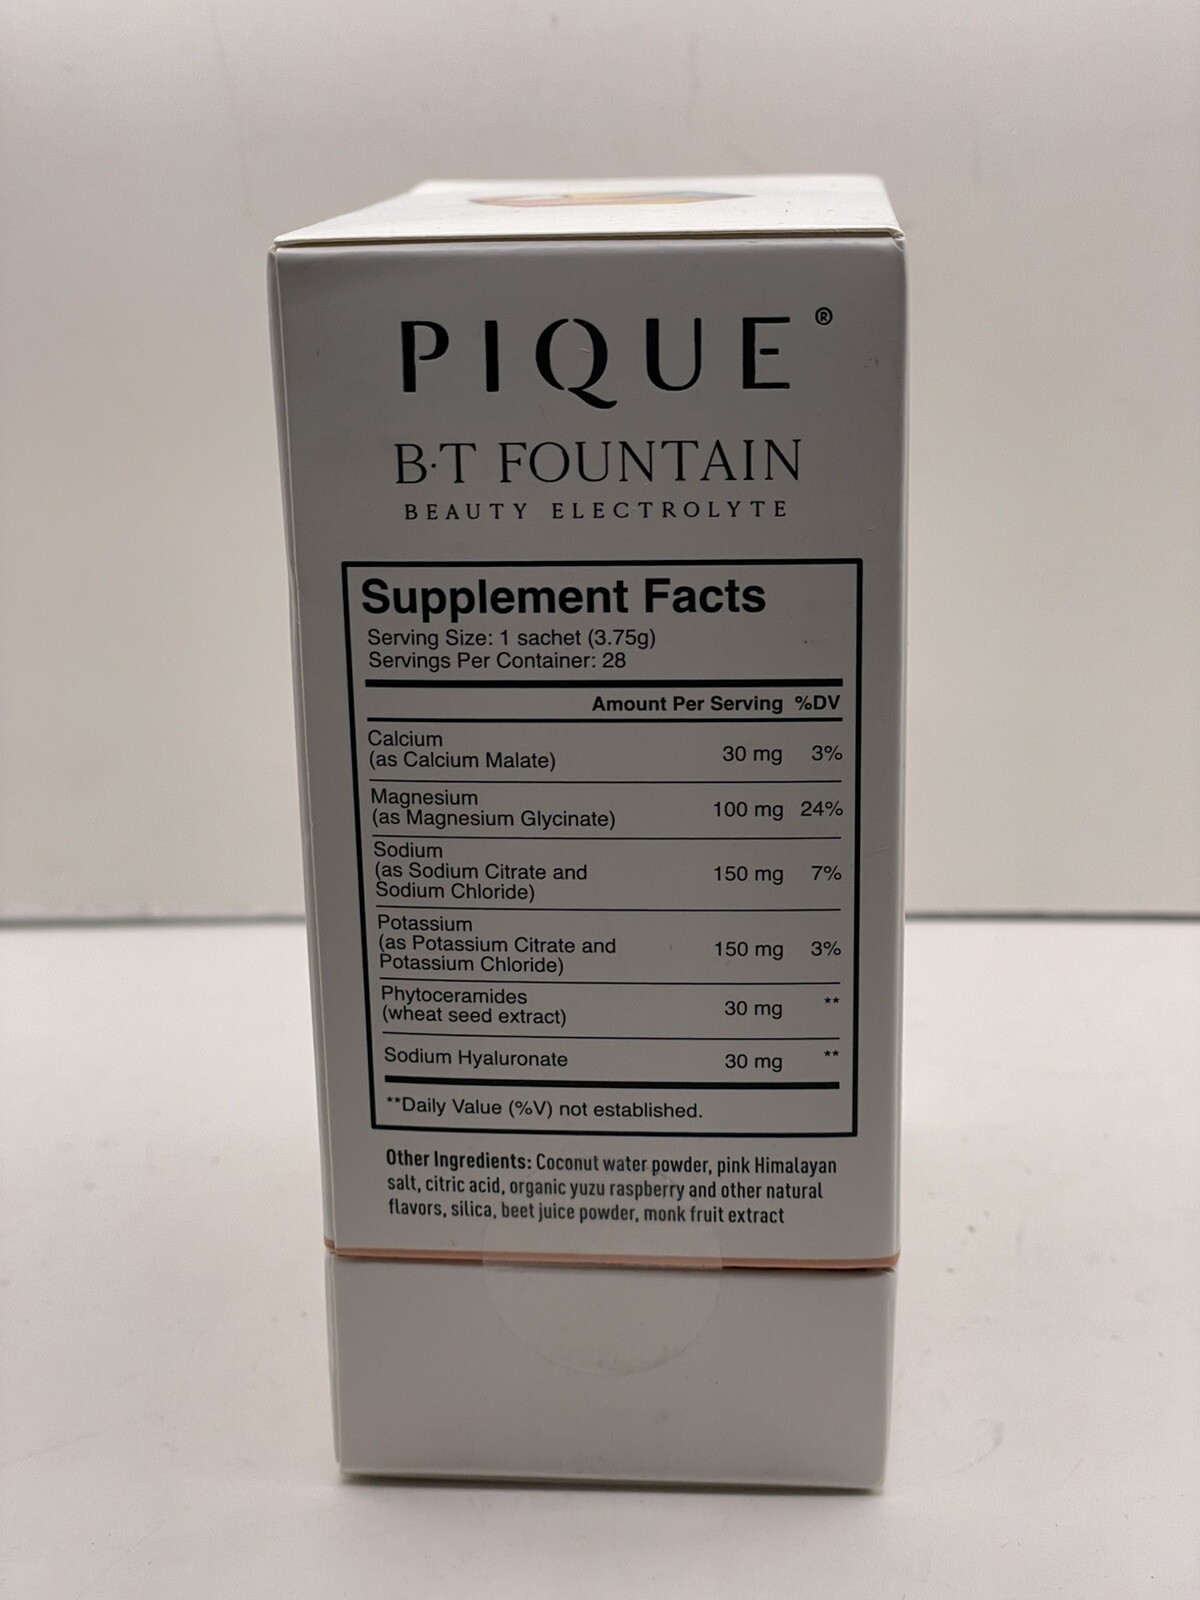 PIQUE®
B·T FOUNTAIN
BEAUTY ELECTROLYTE
Supplement Facts
Serving Size: 1 sachet (3.75g)
Servings Per Container: 28
Amount Per Serving %DV
Calcium
(as Calcium Malate) 30 mg 3%
Magnesium
(as Magnesium Glycinate) 100 mg 24%
Sodium
(as Sodium Citrate and
Sodium Chloride) 150 mg 7%
Potassium
(as Potassium Citrate and
Potassium Chloride) 150 mg 3%
Phytoceramides
(wheat seed extract) 30 mg **
Sodium Hyaluronate 30 mg **
**Daily Value (%V) not established.
Other Ingredients: Coconut water powder, pink Himalayan
salt, citric acid, organic yuzu raspberry and other natural
flavors, silica, beet juice powder, monk fruit extract